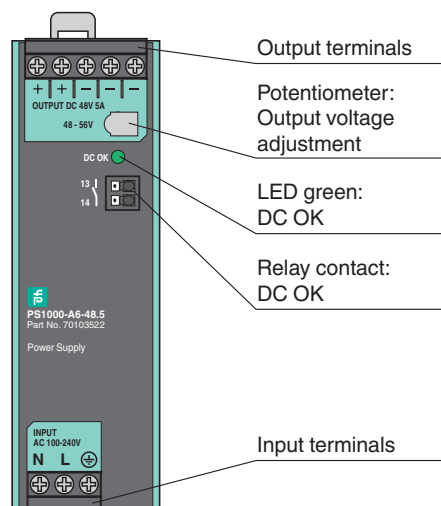 Output terminals
+ + − − −
OUTPUT DC 48V 5A
48 - 56V
Potentiometer:
Output voltage
adjustment
DC OK
LED green:
DC OK
13
14
Relay contact:
DC OK
PS1000-A6-48.5
Part No. 70103522
Power Supply
INPUT
AC 100-240V
N L
Input terminals